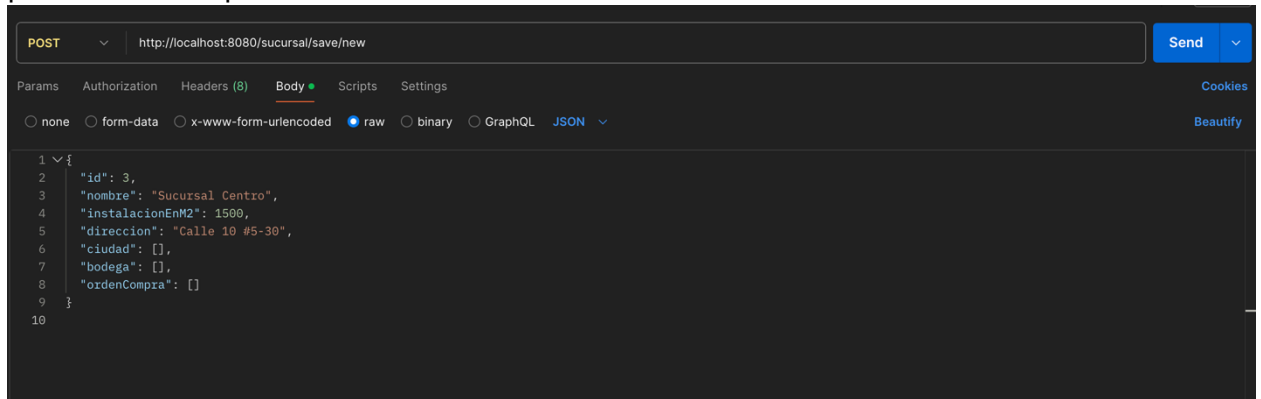 POST http://localhost:8080/sucursal/save/new Send
Params Authorization Headers (8) Body Scripts Settings Cookies
none form-data x-www-form-urlencoded raw binary GraphQL JSON Beautify
1 {
2 "id": 3,
3 "nombre": "Sucursal Centro",
4 "instalacionEnM2": 1500,
5 "direccion": "Calle 10 #5-30",
6 "ciudad": [],
7 "bodega": [],
8 "ordenCompra": []
9 }
10